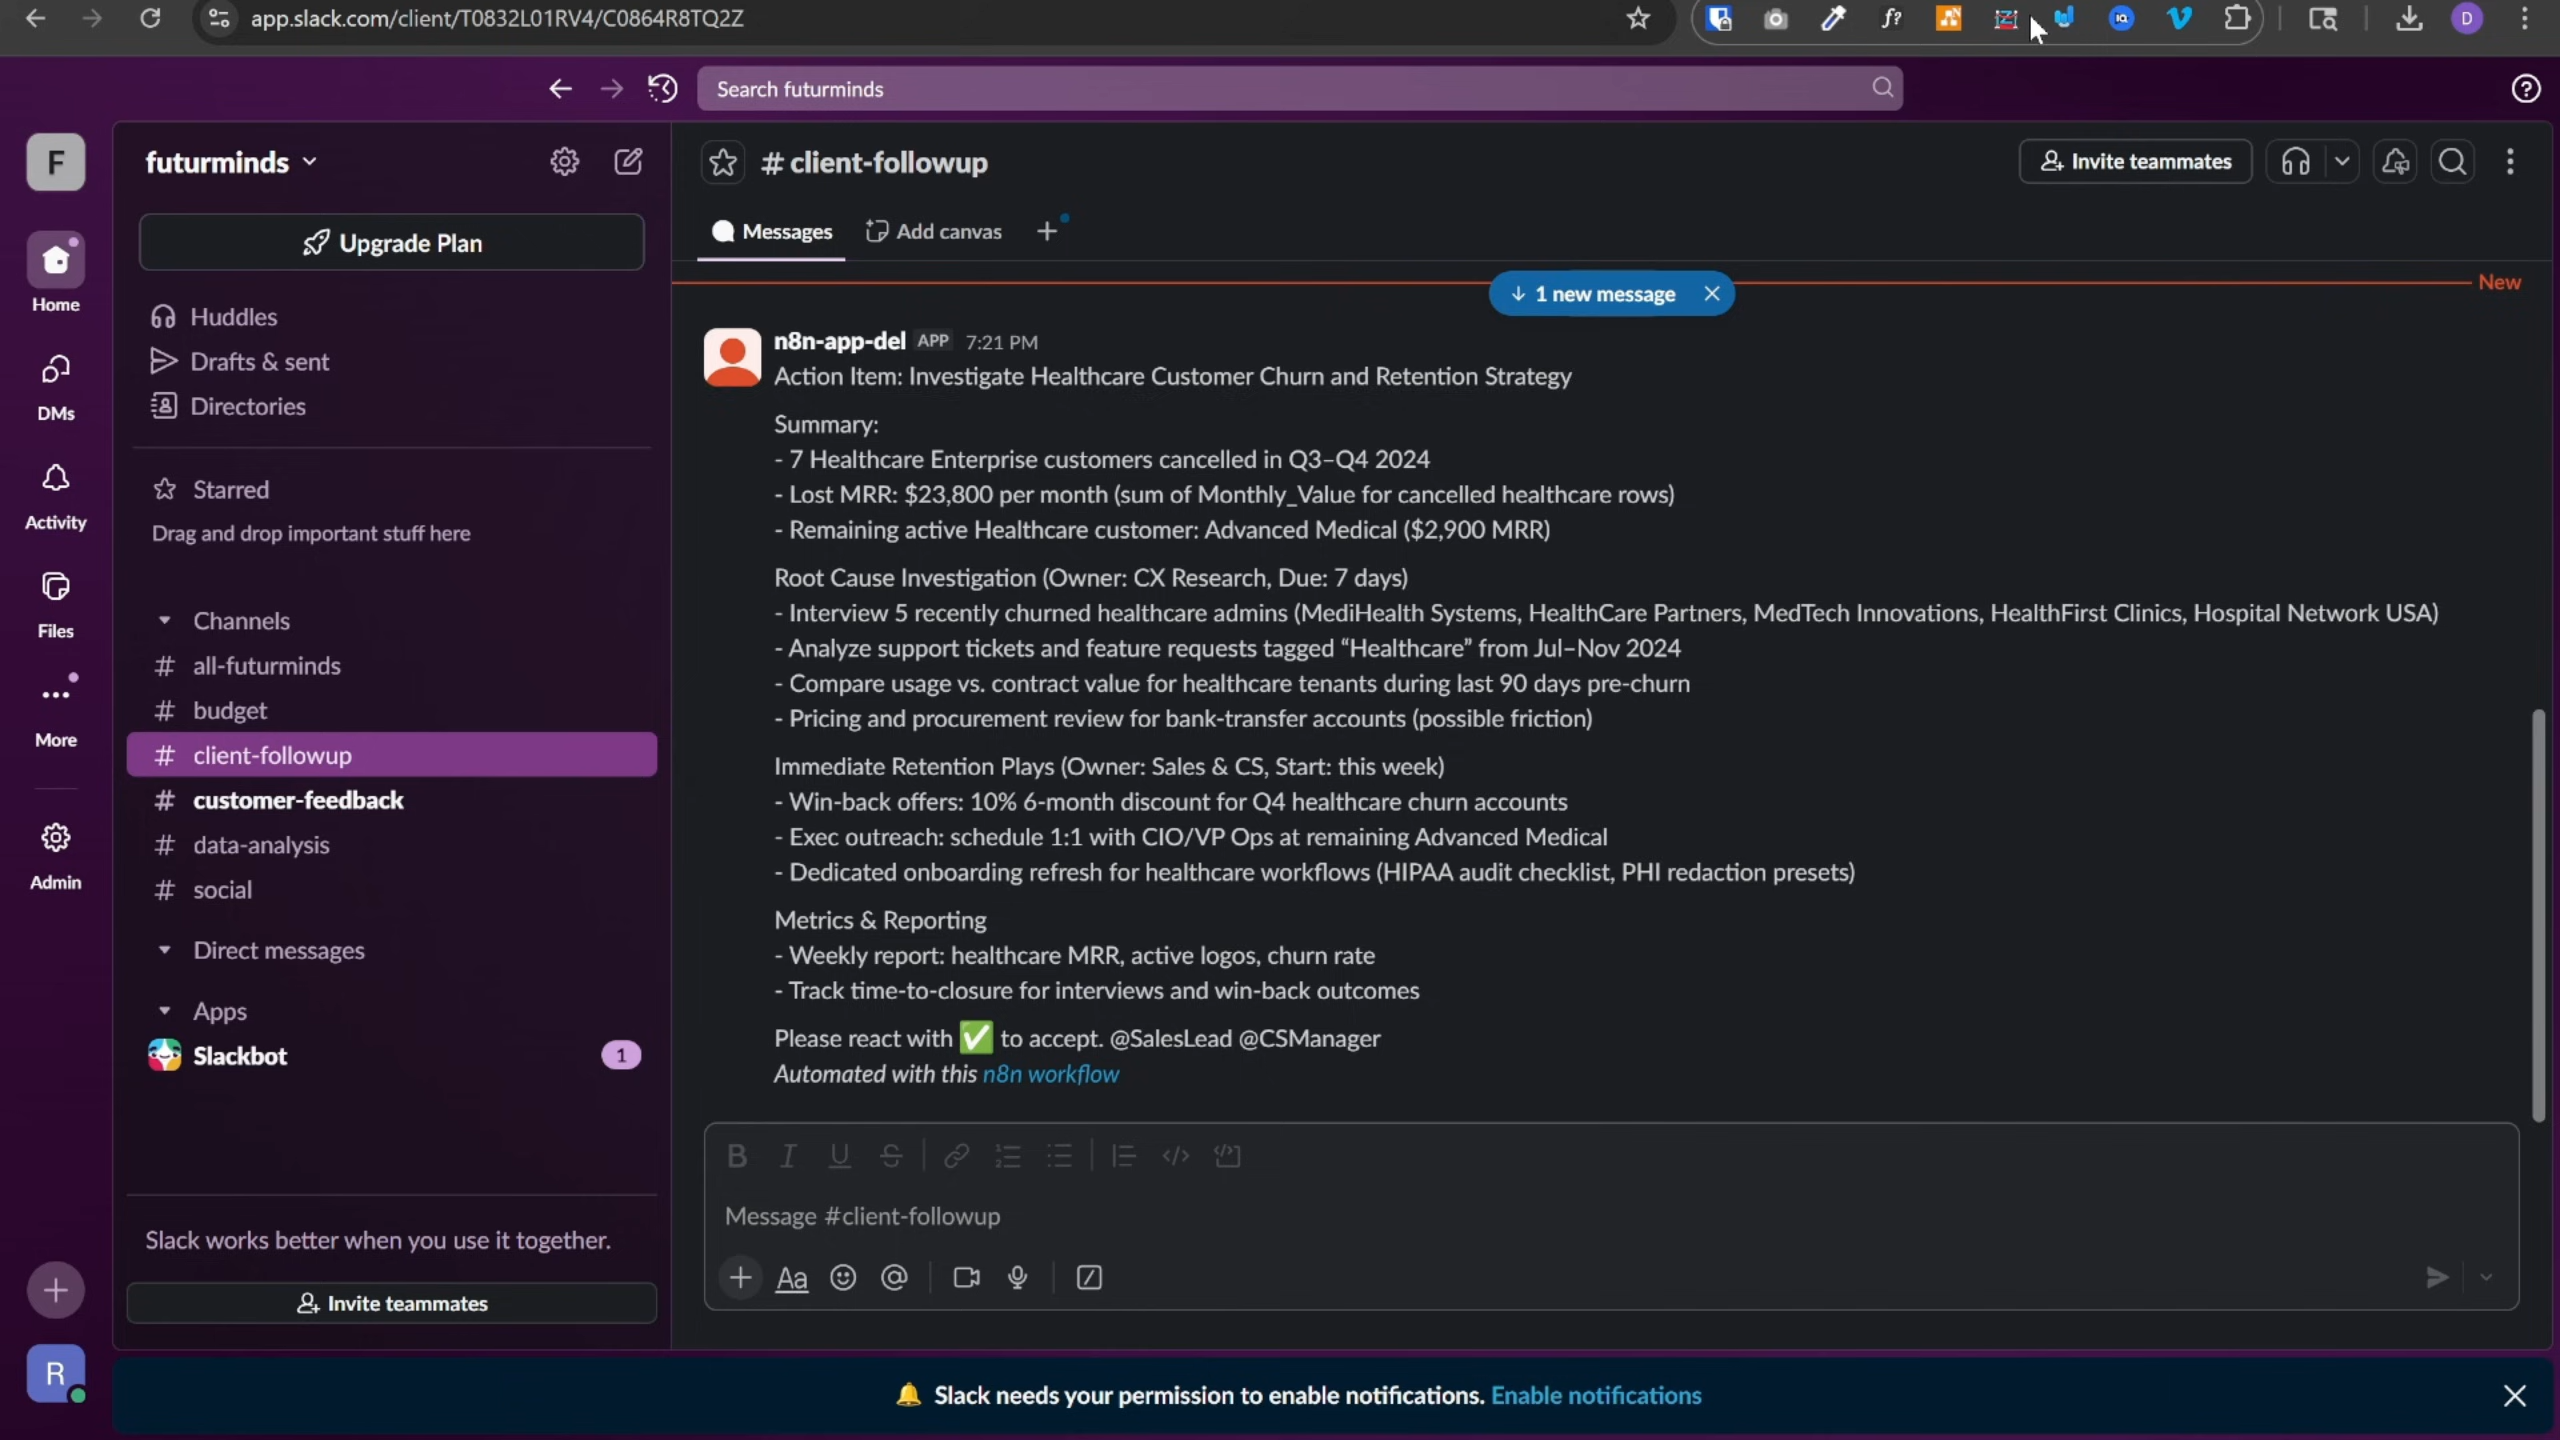 app.slack.com/client/T0832L01RV4/C0864R8TQ2Z
f?
IQ
D
Search futurminds
F
futurminds
# client-followup
Invite teammates
Upgrade Plan
Messages
Add canvas
Home
Huddles
Drafts & sent
Directories
DMs
Starred
Drag and drop important stuff here
Activity
Files
More
Admin
Channels
# all-futurminds
# budget
# client-followup
# customer-feedback
# data-analysis
# social
Direct messages
Apps
Slackbot 1
Slack works better when you use it together.
Invite teammates
R
1 new message
New
n8n-app-del APP 7:21 PM
Action Item: Investigate Healthcare Customer Churn and Retention Strategy
Summary:
- 7 Healthcare Enterprise customers cancelled in Q3–Q4 2024
- Lost MRR: $23,800 per month (sum of Monthly_Value for cancelled healthcare rows)
- Remaining active Healthcare customer: Advanced Medical ($2,900 MRR)
Root Cause Investigation (Owner: CX Research, Due: 7 days)
- Interview 5 recently churned healthcare admins (MediHealth Systems, HealthCare Partners, MedTech Innovations, HealthFirst Clinics, Hospital Network USA)
- Analyze support tickets and feature requests tagged “Healthcare” from Jul–Nov 2024
- Compare usage vs. contract value for healthcare tenants during last 90 days pre-churn
- Pricing and procurement review for bank-transfer accounts (possible friction)
Immediate Retention Plays (Owner: Sales & CS, Start: this week)
- Win-back offers: 10% 6-month discount for Q4 healthcare churn accounts
- Exec outreach: schedule 1:1 with CIO/VP Ops at remaining Advanced Medical
- Dedicated onboarding refresh for healthcare workflows (HIPAA audit checklist, PHI redaction presets)
Metrics & Reporting
- Weekly report: healthcare MRR, active logos, churn rate
- Track time-to-closure for interviews and win-back outcomes
Please react with ✅ to accept. @SalesLead @CSManager
Automated with this n8n workflow
B I U S
Message #client-followup
Aa
Slack needs your permission to enable notifications. Enable notifications